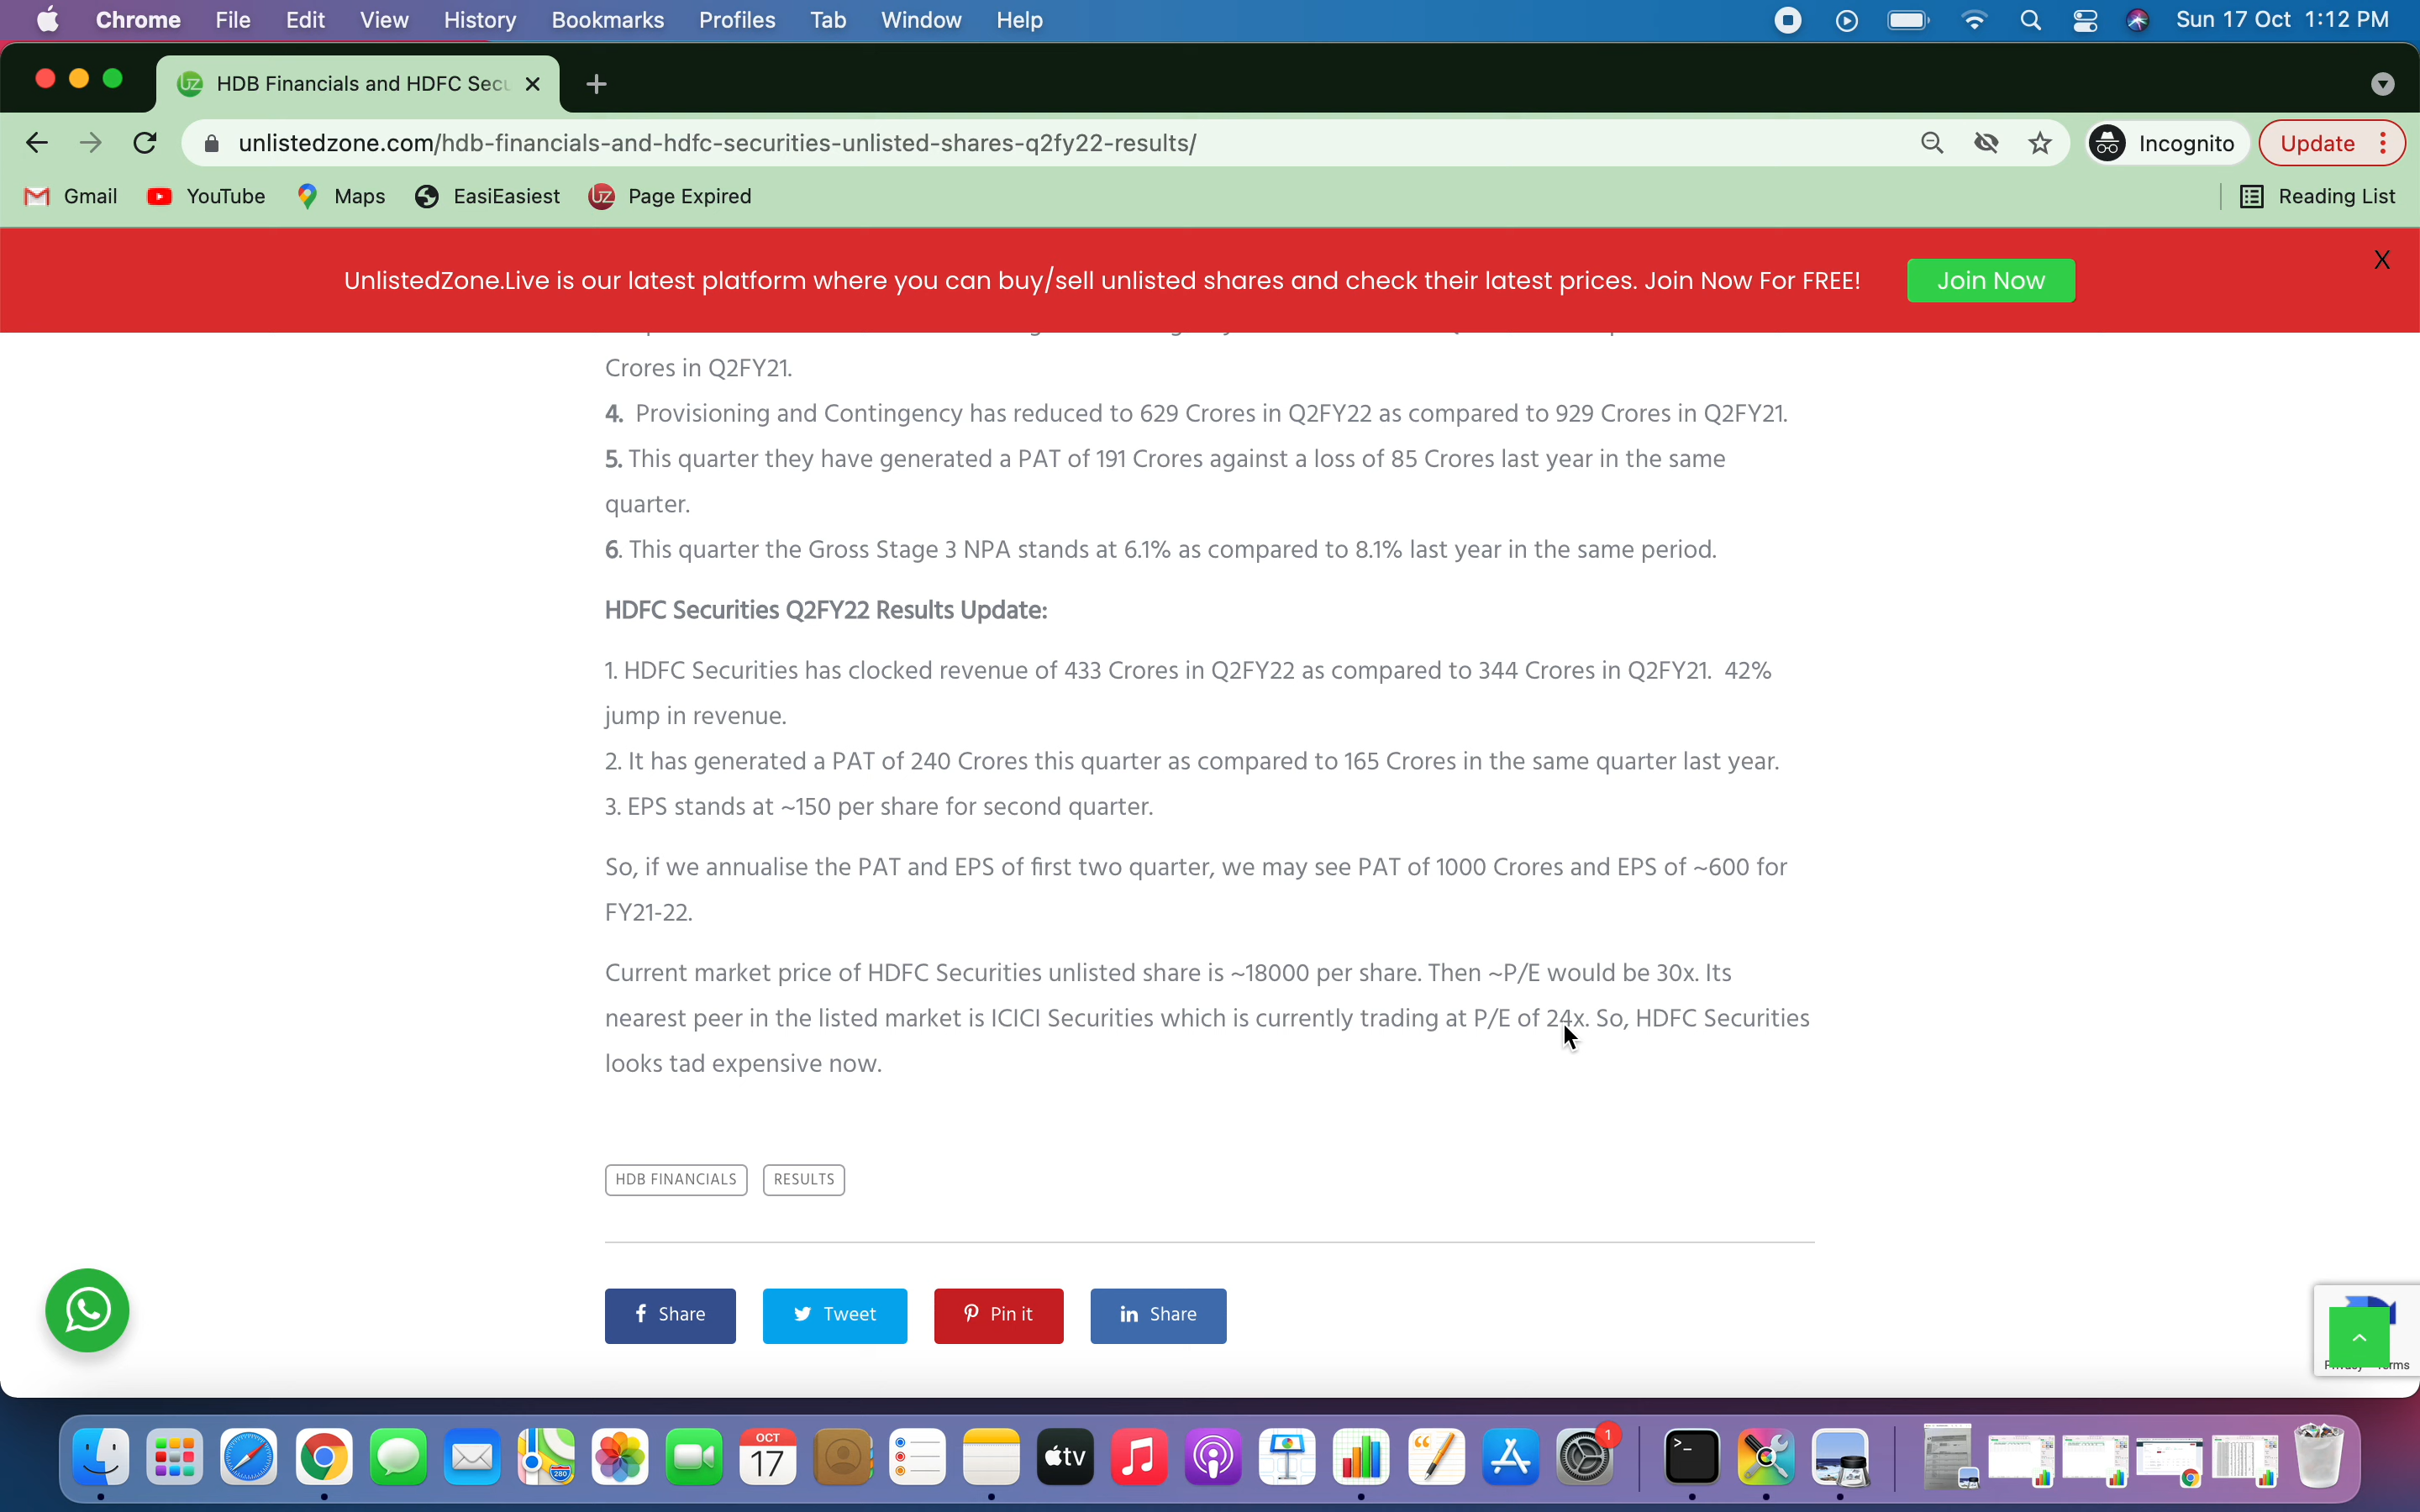 Chrome File Edit View History Bookmarks Profiles Tab Window Help Sun 17 Oct 1:12 PM
HDB Financials and HDFC Secu
unlistedzone.com/hdb-financials-and-hdfc-securities-unlisted-shares-q2fy22-results/ Incognito Update
Gmail YouTube Maps EasiEasiest Page Expired Reading List
UnlistedZone.Live is our latest platform where you can buy/sell unlisted shares and check their latest prices. Join Now For FREE! Join Now X
Crores in Q2FY21.
4. Provisioning and Contingency has reduced to 629 Crores in Q2FY22 as compared to 929 Crores in Q2FY21.
5. This quarter they have generated a PAT of 191 Crores against a loss of 85 Crores last year in the same
quarter.
6. This quarter the Gross Stage 3 NPA stands at 6.1% as compared to 8.1% last year in the same period.
HDFC Securities Q2FY22 Results Update:
1. HDFC Securities has clocked revenue of 433 Crores in Q2FY22 as compared to 344 Crores in Q2FY21. 42%
jump in revenue.
2. It has generated a PAT of 240 Crores this quarter as compared to 165 Crores in the same quarter last year.
3. EPS stands at ~150 per share for second quarter.
So, if we annualise the PAT and EPS of first two quarter, we may see PAT of 1000 Crores and EPS of ~600 for
FY21-22.
Current market price of HDFC Securities unlisted share is ~18000 per share. Then ~P/E would be 30x. Its
nearest peer in the listed market is ICICI Securities which is currently trading at P/E of 24x. So, HDFC Securities
looks tad expensive now.
HDB FINANCIALS RESULTS
Share Tweet Pin it Share
OCT
17
tv
280
1